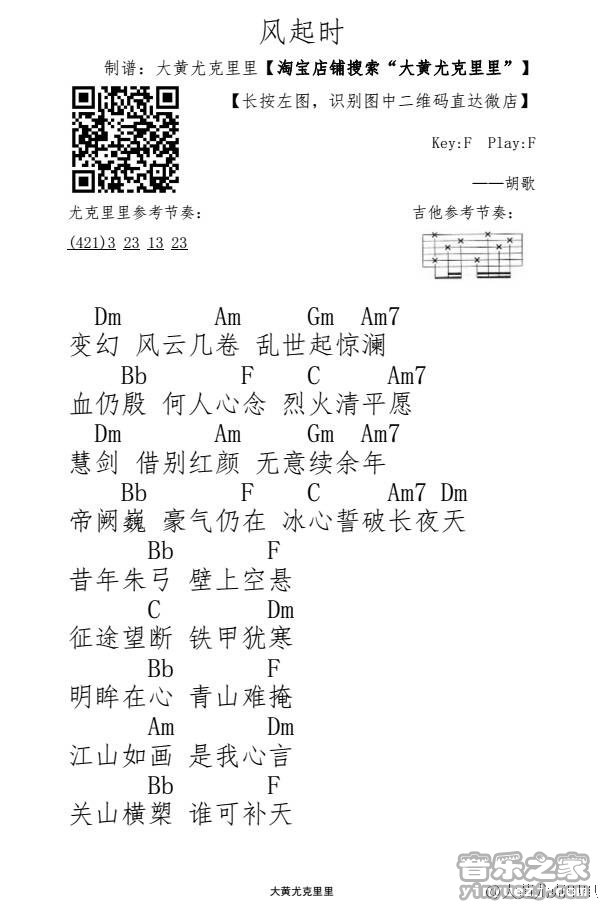 风起时
制谱：大黄尤克里里【淘宝店铺搜索“大黄尤克里里”】
【长按左图，识别图中二维码直达微店】
Key:F Play:F
——胡歌
尤克里里参考节奏：
吉他参考节奏：
(421)3 23 13 23
Dm Am Gm Am7
变幻 风云几卷 乱世起惊澜
Bb F C Am7
血仍殷 何人心念 烈火清平愿
Dm Am Gm Am7
慧剑 借别红颜 无意续余年
Bb F C Am7 Dm
帝阙巍 豪气仍在 冰心誓破长夜天
Bb F
昔年朱弓 壁上空悬
C Dm
征途望断 铁甲犹寒
Bb F
明眸在心 青山难掩
Am Dm
江山如画 是我心言
Bb F
关山横槊 谁可补天
大黄尤克里里
音乐之家